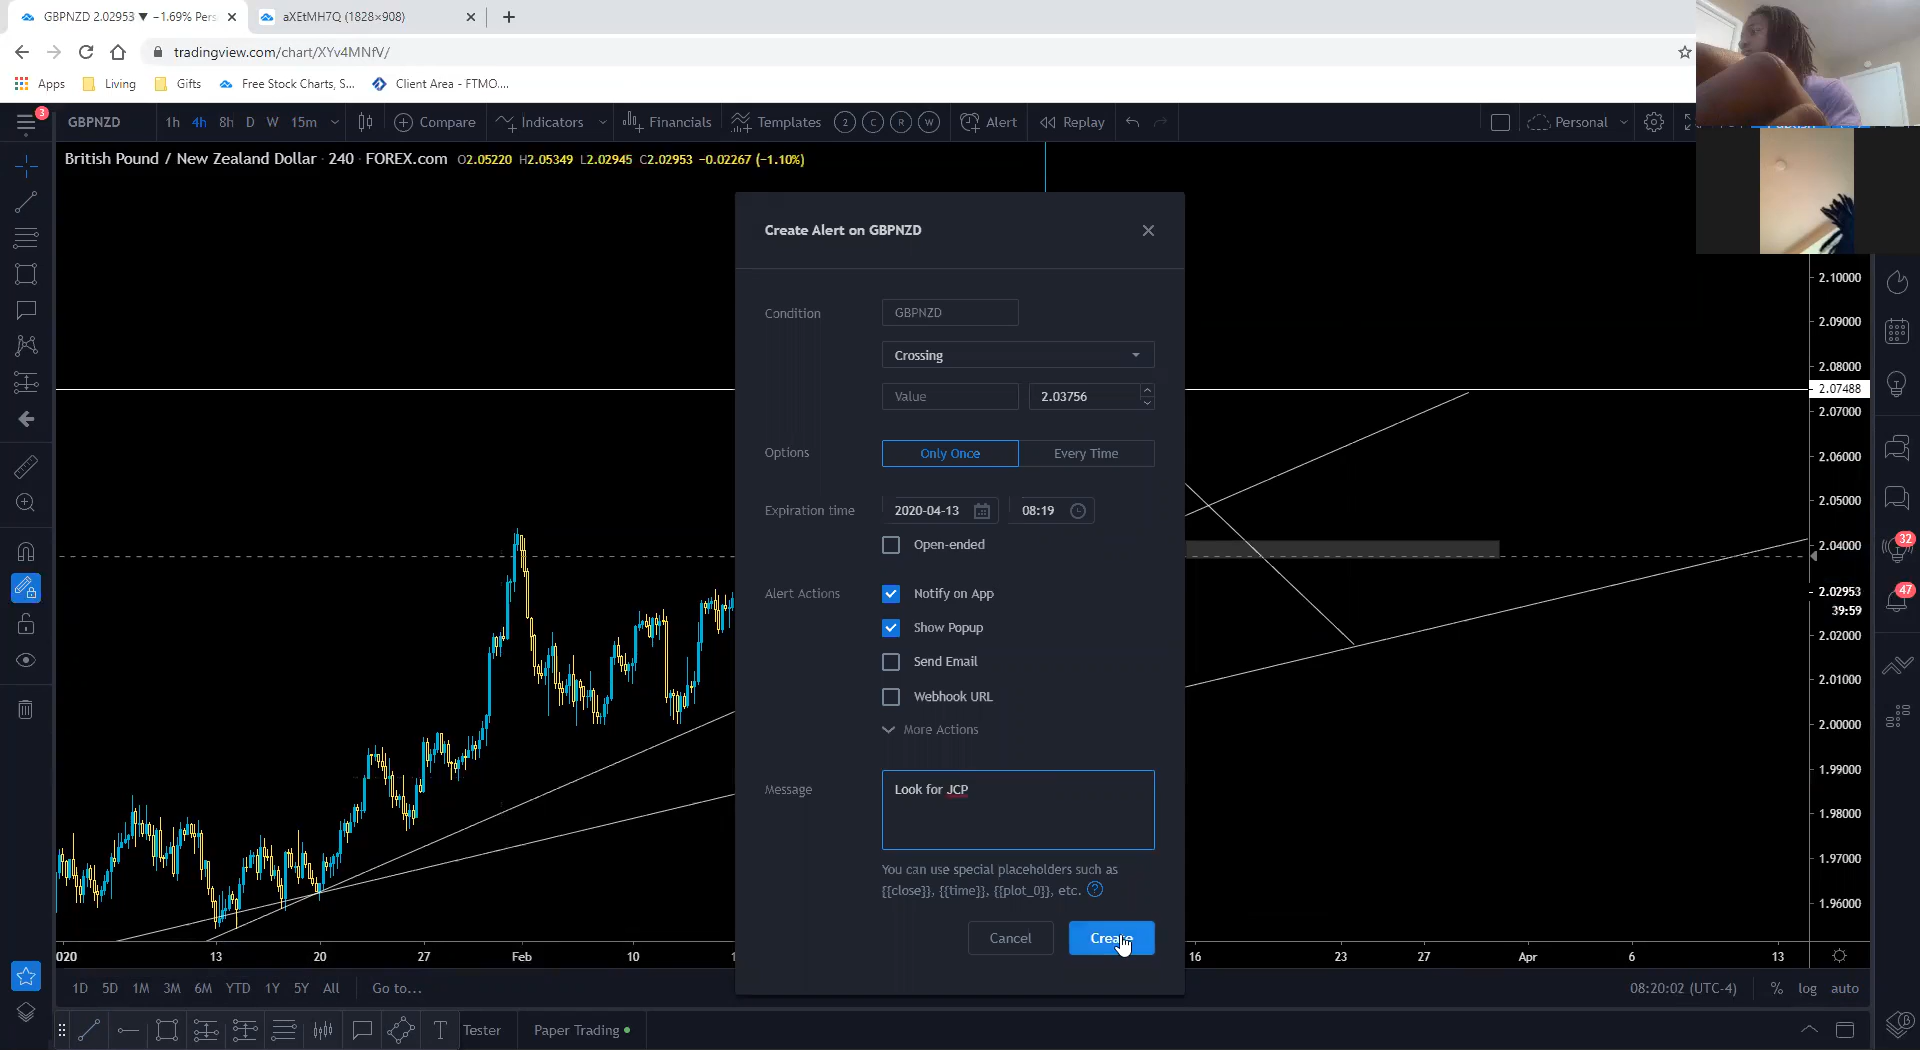 GBPNZD 2.02953 ▼ −1.69% Pers
aXEtMH7Q (1828×908)
tradingview.com/chart/XYv4MNfV/
Apps Living Gifts Free Stock Charts, S... Client Area - FTMO....
3
GBPNZD 1h 4h 8h D W 15m Compare Indicators Financials Templates 2 C R W Alert Replay Personal
British Pound / New Zealand Dollar · 240 · FOREX.com O2.05220 H2.05349 L2.02945 C2.02953 −0.02267 (−1.10%)
Create Alert on GBPNZD
Condition GBPNZD
Crossing
Value 2.03756
Options Only Once Every Time
Expiration time 2020-04-13 08:19
Open-ended
Alert Actions Notify on App
Show Popup
Send Email
Webhook URL
More Actions
Message Look for JCP
You can use special placeholders such as
{{close}}, {{time}}, {{plot_0}}, etc. ?
Cancel Create
2.10000
2.09000
2.08000
2.07488
2.07000
2.06000
2.05000
2.04000
2.02953
39:59
2.02000
2.01000
2.00000
1.99000
1.98000
1.97000
1.96000
32
47
020 13 20 27 Feb 10 16 23 27 Apr 6 13
1D 5D 1M 3M 6M YTD 1Y 5Y All Go to... 08:20:02 (UTC-4) % log auto
T Tester Paper Trading